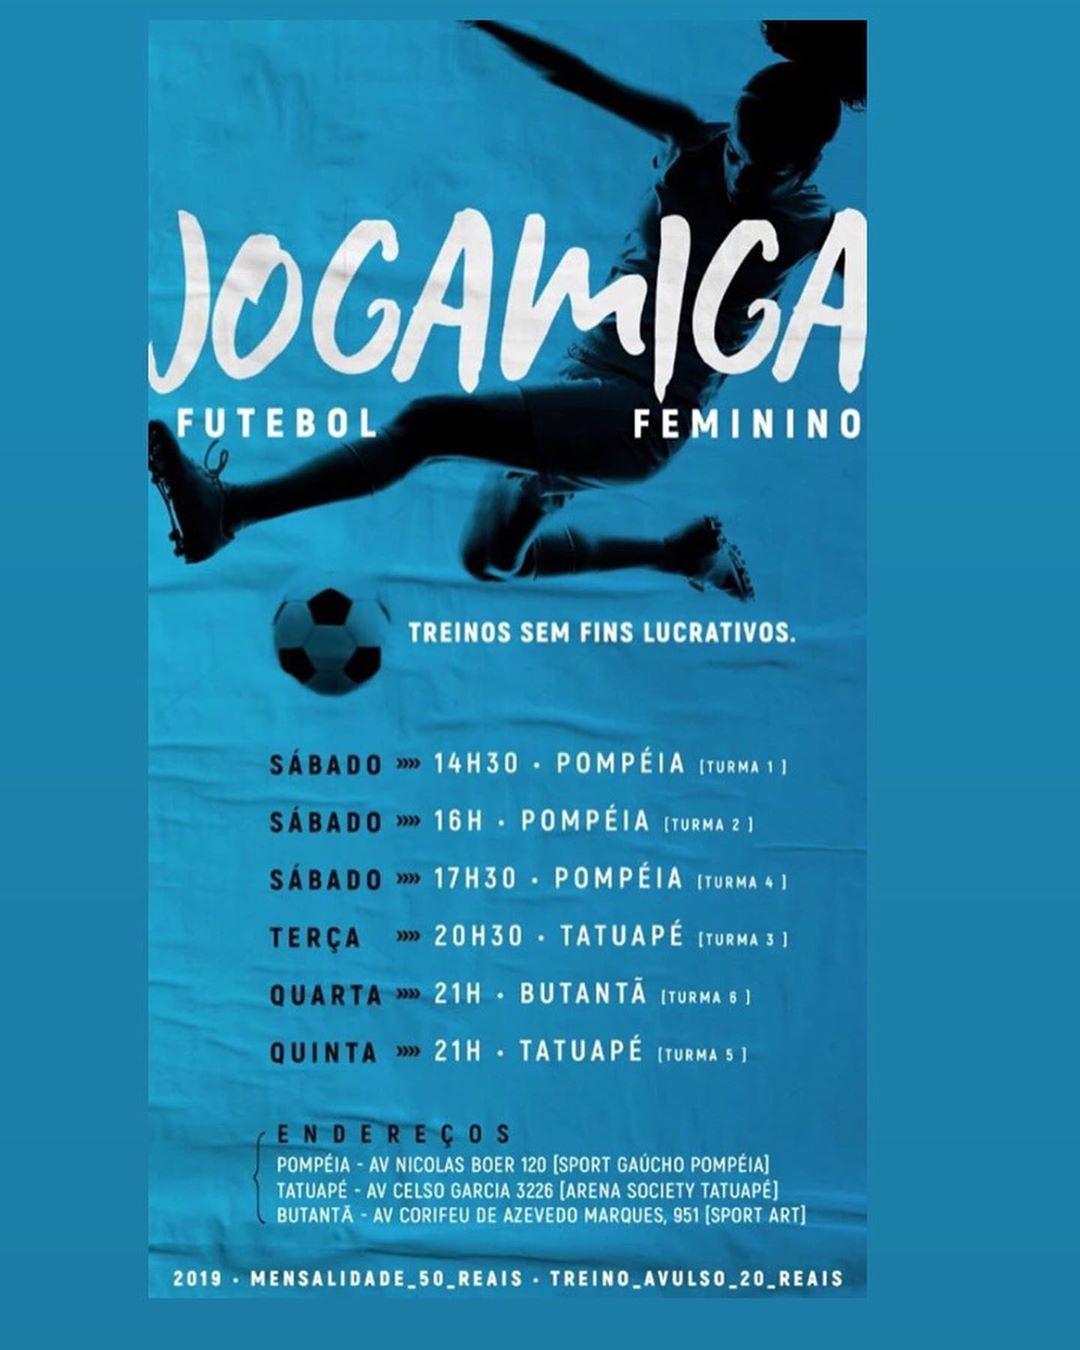 JOGAMIGA
FUTEBOL FEMININO
TREINOS SEM FINS LUCRATIVOS.
SÁBADO »» 14H30 • POMPÉIA [TURMA 1]
SÁBADO »» 16H • POMPÉIA [TURMA 2]
SÁBADO »» 17H30 • POMPÉIA [TURMA 4]
TERÇA »» 20H30 • TATUAPÉ [TURMA 3]
QUARTA »» 21H • BUTANTÃ [TURMA 6]
QUINTA »» 21H • TATUAPÉ [TURMA 5]
ENDEREÇOS
POMPÉIA - AV NICOLAS BOER 120 [SPORT GAÚCHO POMPÉIA]
TATUAPÉ - AV CELSO GARCIA 3226 [ARENA SOCIETY TATUAPÉ]
BUTANTÃ - AV CORIFEU DE AZEVEDO MARQUES, 951 [SPORT ART]
2019 • MENSALIDADE_50_REAIS • TREINO_AVULSO_20_REAIS